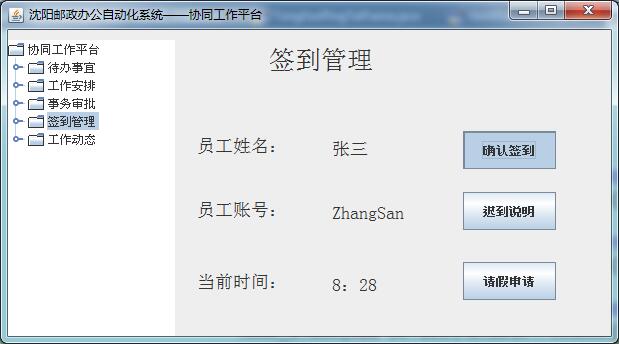 沈阳邮政办公自动化系统——协同工作平台
协同工作平台
待办事宜
工作安排
事务审批
签到管理
工作动态
签到管理
员工姓名: 张三 确认签到
员工账号: ZhangSan 迟到说明
当前时间: 8: 28 请假申请